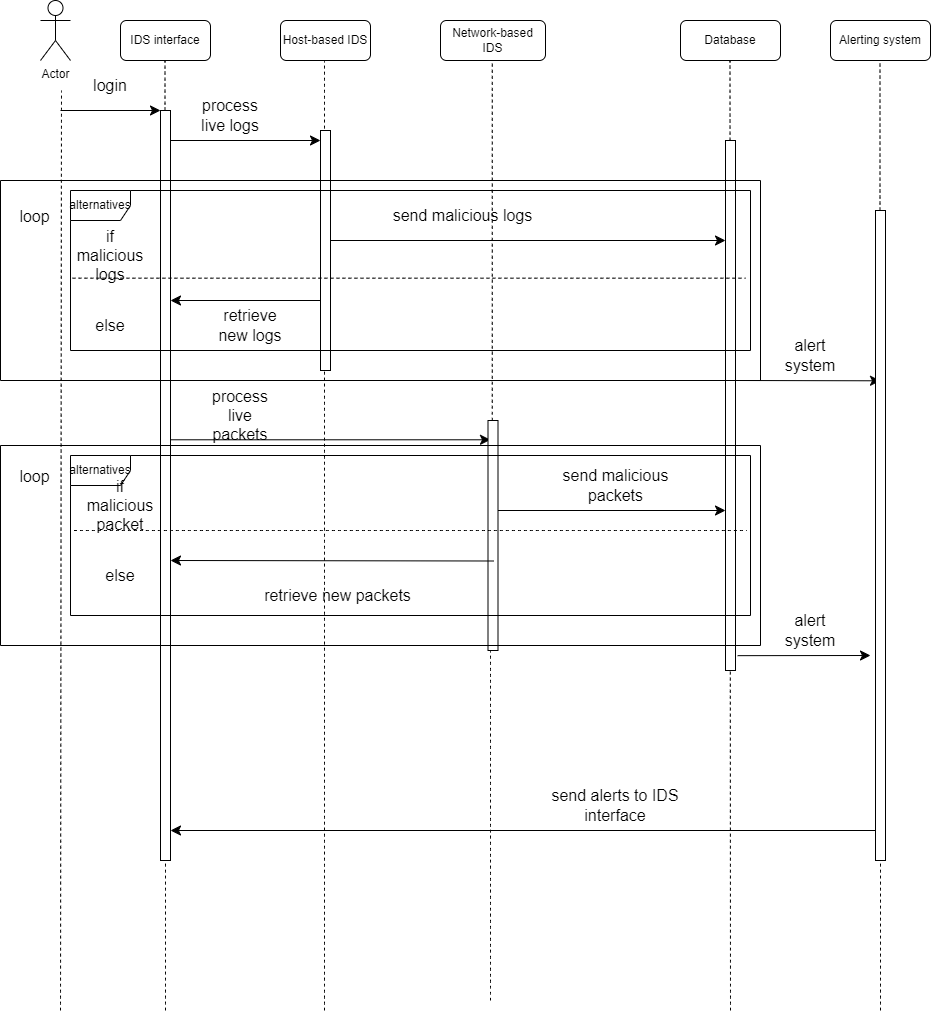 Actor
IDS interface
Host-based IDS
Network-based
IDS
Database
Alerting system
login
process
live logs
loop
alternatives
if
malicious
logs
send malicious logs
else
retrieve
new logs
alert
system
process
live
packets
loop
alternatives
if
malicious
packet
send malicious
packets
else
retrieve new packets
alert
system
send alerts to IDS
interface